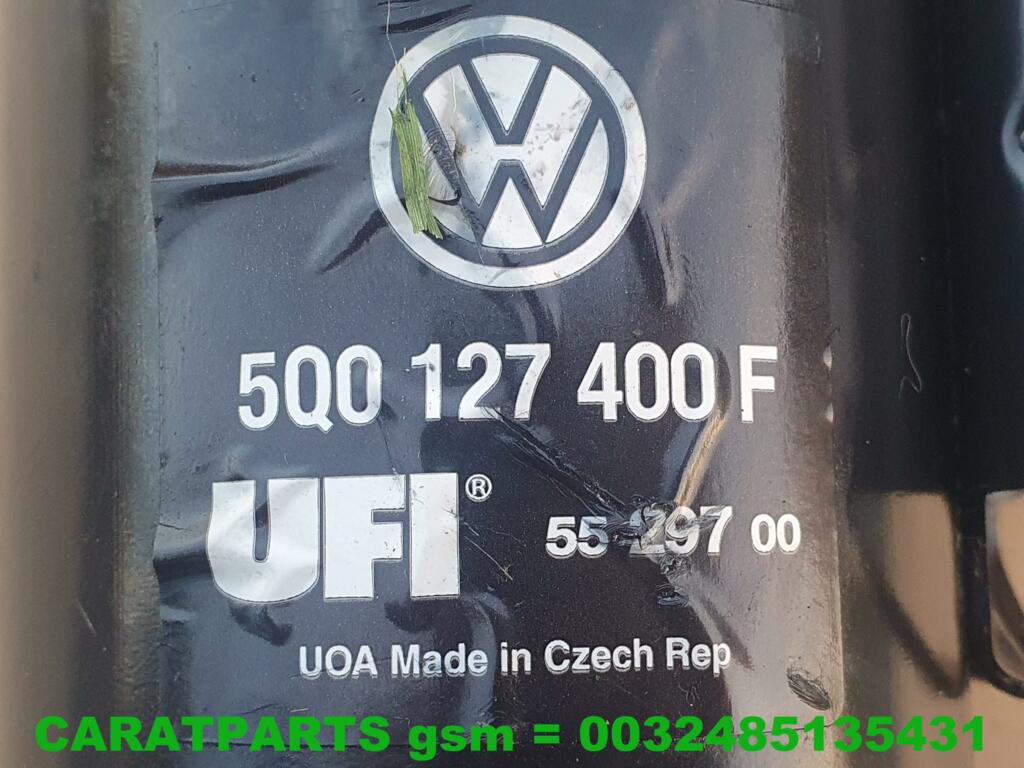 5Q0 127 400 F
UFI®
55 297 00
UOA Made in Czech Rep
CARATPARTS gsm = 0032485135431